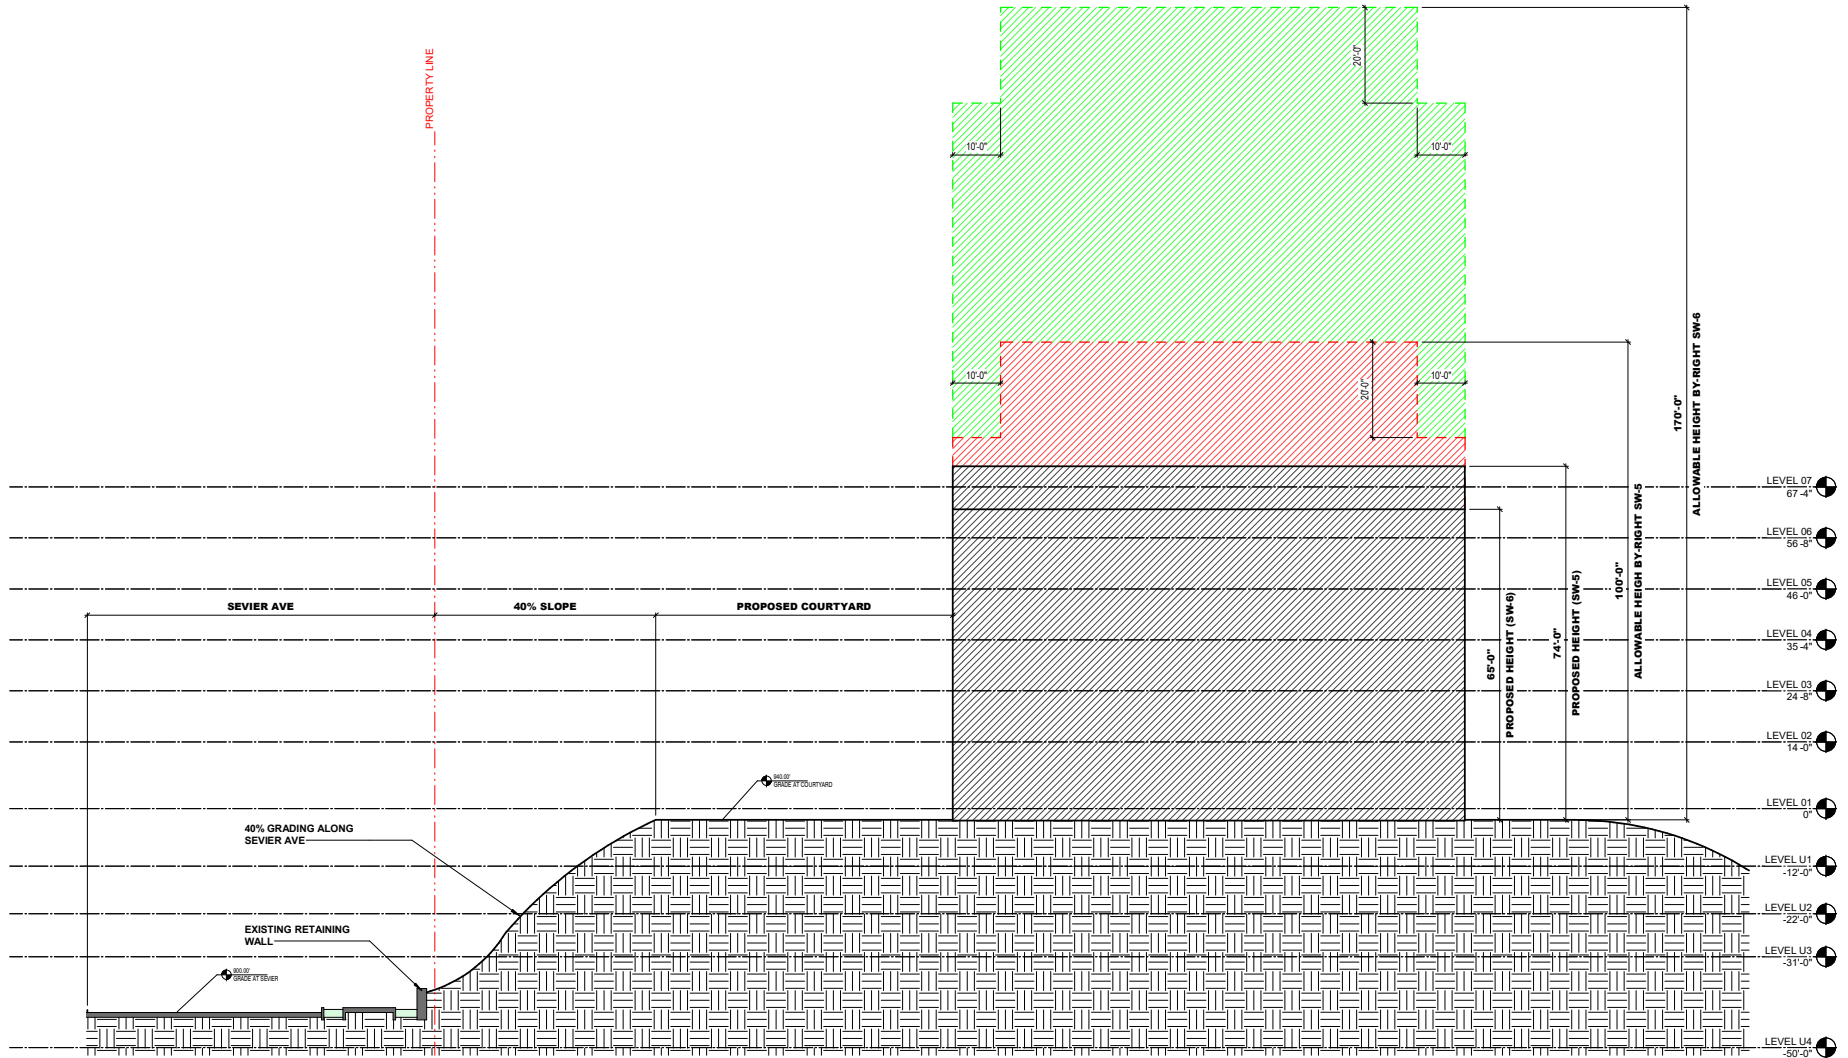 PROPERTY LINE
20'-0"
10'-0"
10'-0"
10'-0"
10'-0"
20'-0"
170'-0"
ALLOWABLE HEIGHT BY-RIGHT SW-6
100'-0"
ALLOWABLE HEIGH BY-RIGHT SW-5
74'-0"
PROPOSED HEIGHT (SW-5)
65'-0"
PROPOSED HEIGHT (SW-6)
LEVEL 07
67'-4"
LEVEL 06
56'-8"
LEVEL 05
46'-0"
SEVIER AVE
40% SLOPE
PROPOSED COURTYARD
LEVEL 04
35'-4"
LEVEL 03
24'-8"
LEVEL 02
14'-0"
940.00'
GRADE AT COURTYARD
LEVEL 01
0"
40% GRADING ALONG
SEVIER AVE
LEVEL U1
-12'-0"
LEVEL U2
-22'-0"
EXISTING RETAINING
WALL
LEVEL U3
-31'-0"
900.00'
GRADE AT SEVIER
LEVEL U4
-50'-0"